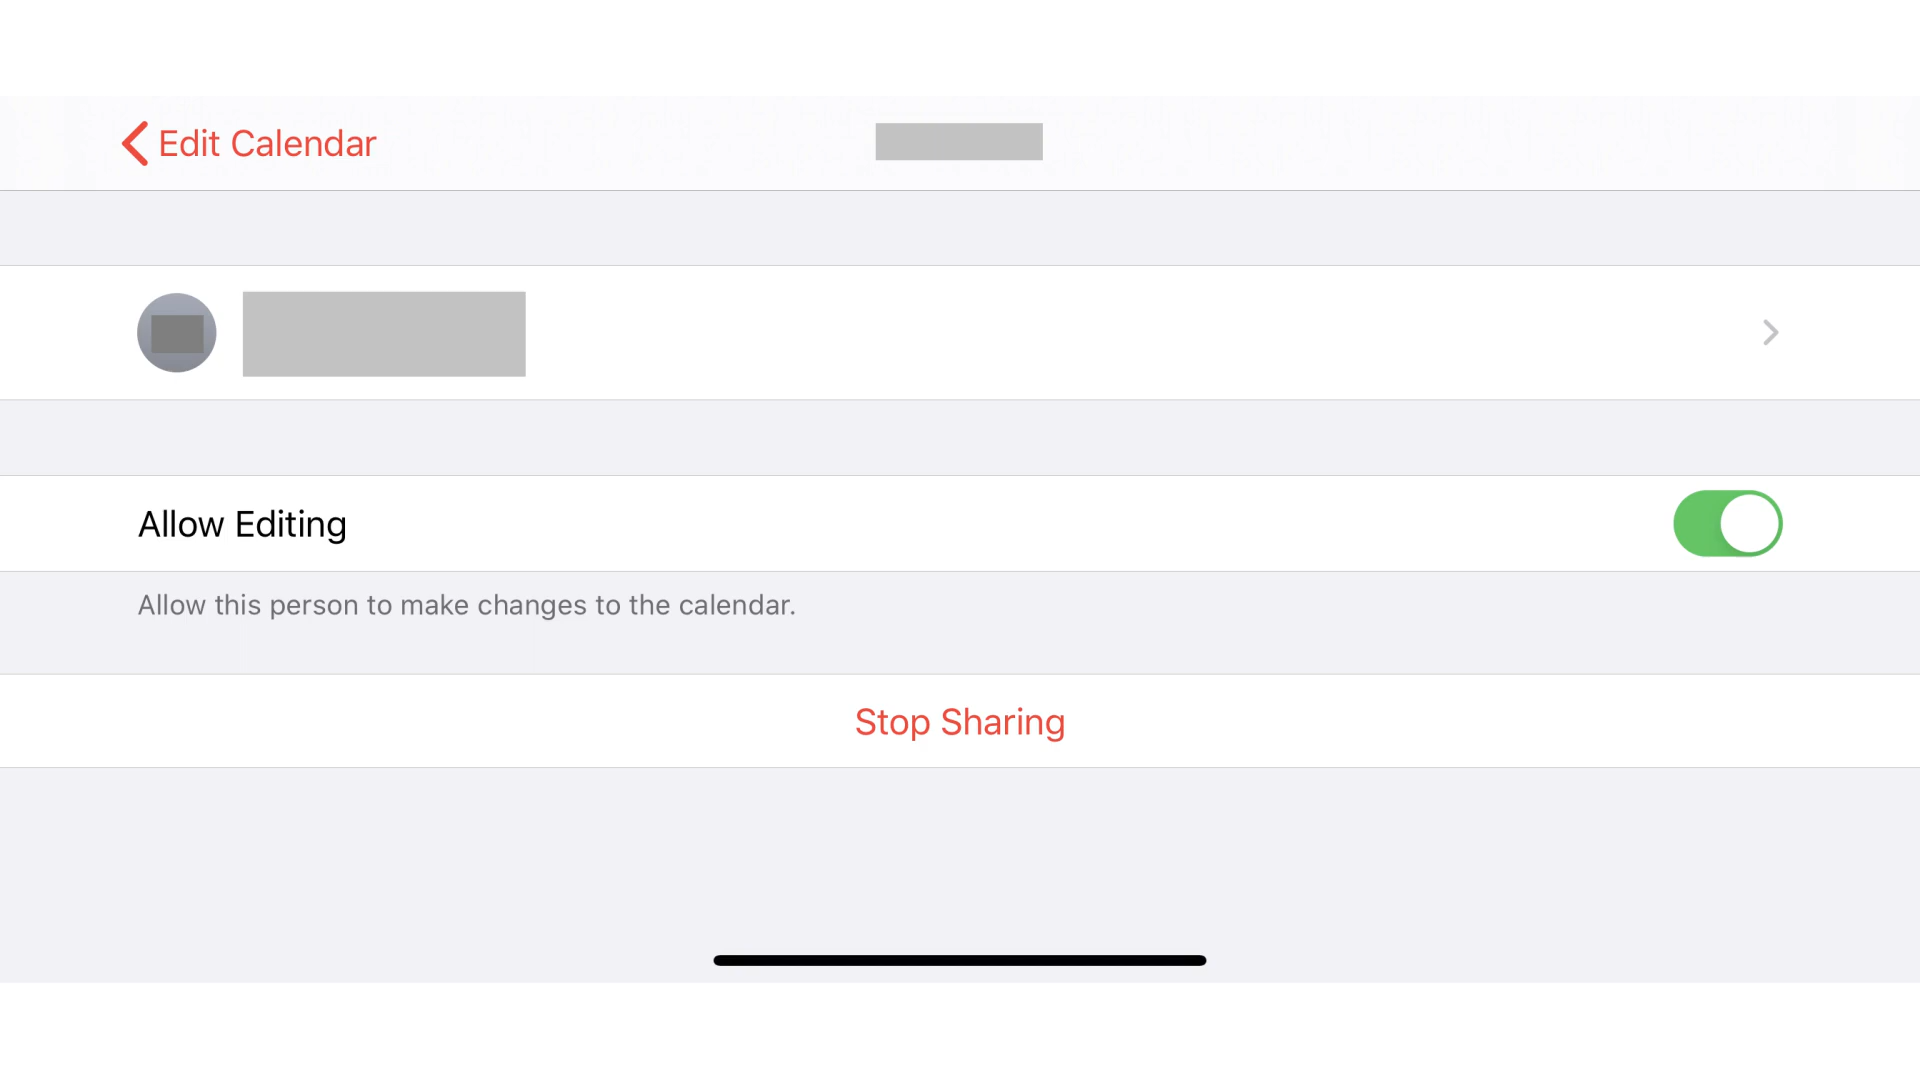 Edit Calendar
Allow Editing
Allow this person to make changes to the calendar.
Stop Sharing